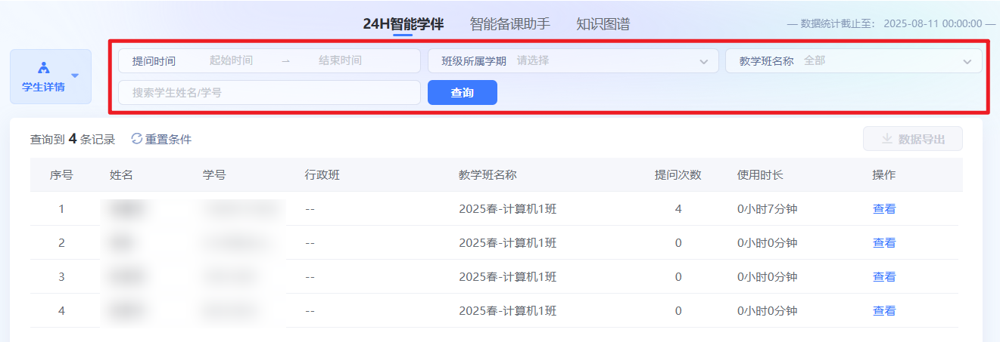 24H智能学伴 智能备课助手 知识图谱 — 数据统计截止至： 2025-08-11 00:00:00 —
学生详情
提问时间 起始时间 → 结束时间 班级所属学期 请选择 教学班名称 全部
搜索学生姓名/学号 查询
查询到 4 条记录 重置条件 数据导出
序号 姓名 学号 行政班 教学班名称 提问次数 使用时长 操作
1 -- 2025春-计算机1班 4 0小时7分钟 查看
2 -- 2025春-计算机1班 0 0小时0分钟 查看
3 -- 2025春-计算机1班 0 0小时0分钟 查看
4 -- 2025春-计算机1班 0 0小时0分钟 查看